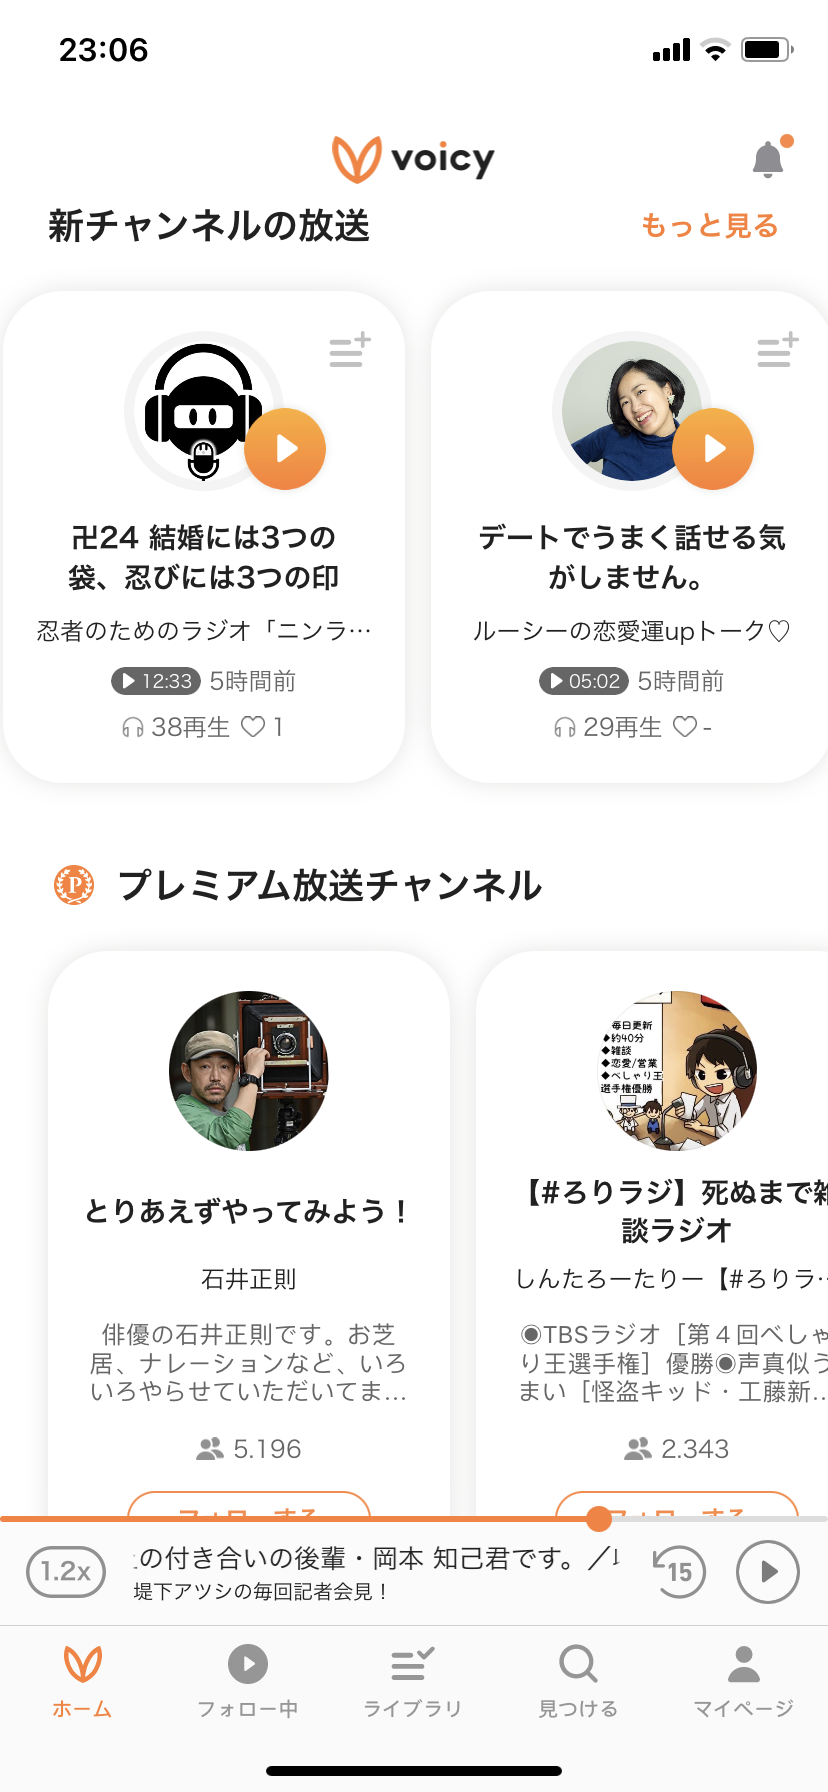 23:06
voicy
新チャンネルの放送
もっと見る
卍24 結婚には3つの
袋、忍びには3つの印
忍者のためのラジオ「ニンラ…
12:33 5時間前
38再生 1
デートでうまく話せる気
がしません。
ルーシーの恋愛運upトーク♡
05:02 5時間前
29再生 -
P プレミアム放送チャンネル
とりあえずやってみよう！
石井正則
俳優の石井正則です。お芝
居、ナレーションなど、いろ
いろやらせていただいてま…
5.196
フォローする
毎日更新
約40分
◆雑談
◆恋愛/営業
◆べしゃり王
選手権優勝
【#ろりラジ】死ぬまで雑
談ラジオ
しんたろーたりー【#ろりラ…
◉TBSラジオ［第４回べしゃ
り王選手権］優勝◉声真似う
まい［怪盗キッド・工藤新…
2.343
フォローする
1.2x
の付き合いの後輩・岡本 知己君です。／
堤下アツシの毎回記者会見！
15
ホーム
フォロー中
ライブラリ
見つける
マイページ